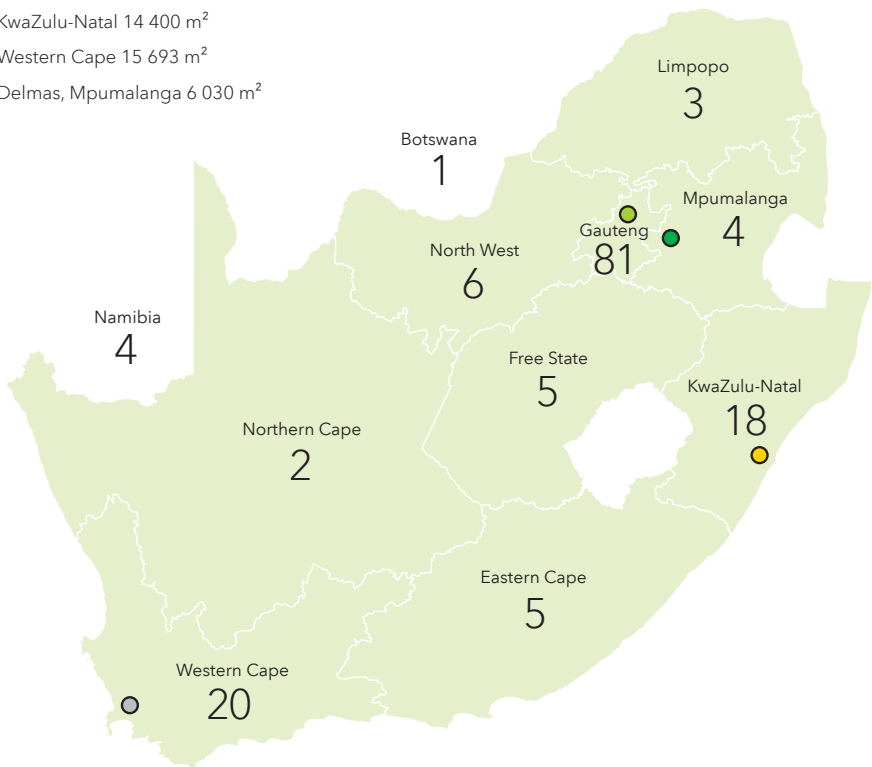 KwaZulu-Natal 14 400 m²
Western Cape 15 693 m²
Delmas, Mpumalanga 6 030 m²
Limpopo
3
Botswana
1
Mpumalanga
4
Gauteng
81
North West
6
Namibia
4
Free State
5
KwaZulu-Natal
18
Northern Cape
2
Eastern Cape
5
Western Cape
20